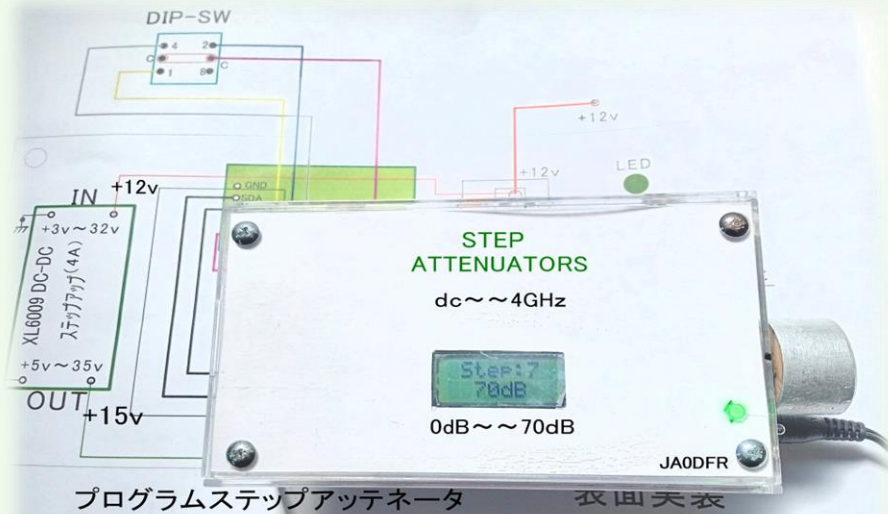 DIP-SW
4 2
C C
1 8
+12v
LED
+12v
GND
SDA
IN +12v
+3v～32v
XL6009 DC-DC
ステップアップ(4A)
+5v～35v
OUT +15v
STEP
ATTENUATORS
dc～～4GHz
Step:7
70dB
0dB～～70dB
JA0DFR
プログラムステップアッテネータ
表面実装